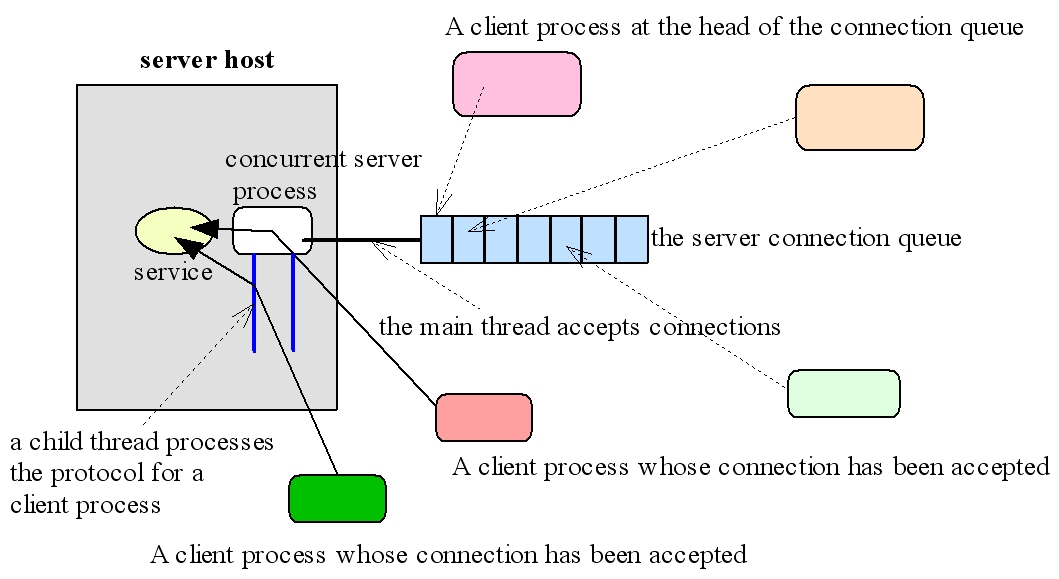 A client process at the head of the connection queue
server host
concurrent server
process
service
the server connection queue
the main thread accepts connections
a child thread processes
the protocol for a
client process
A client process whose connection has been accepted
A client process whose connection has been accepted